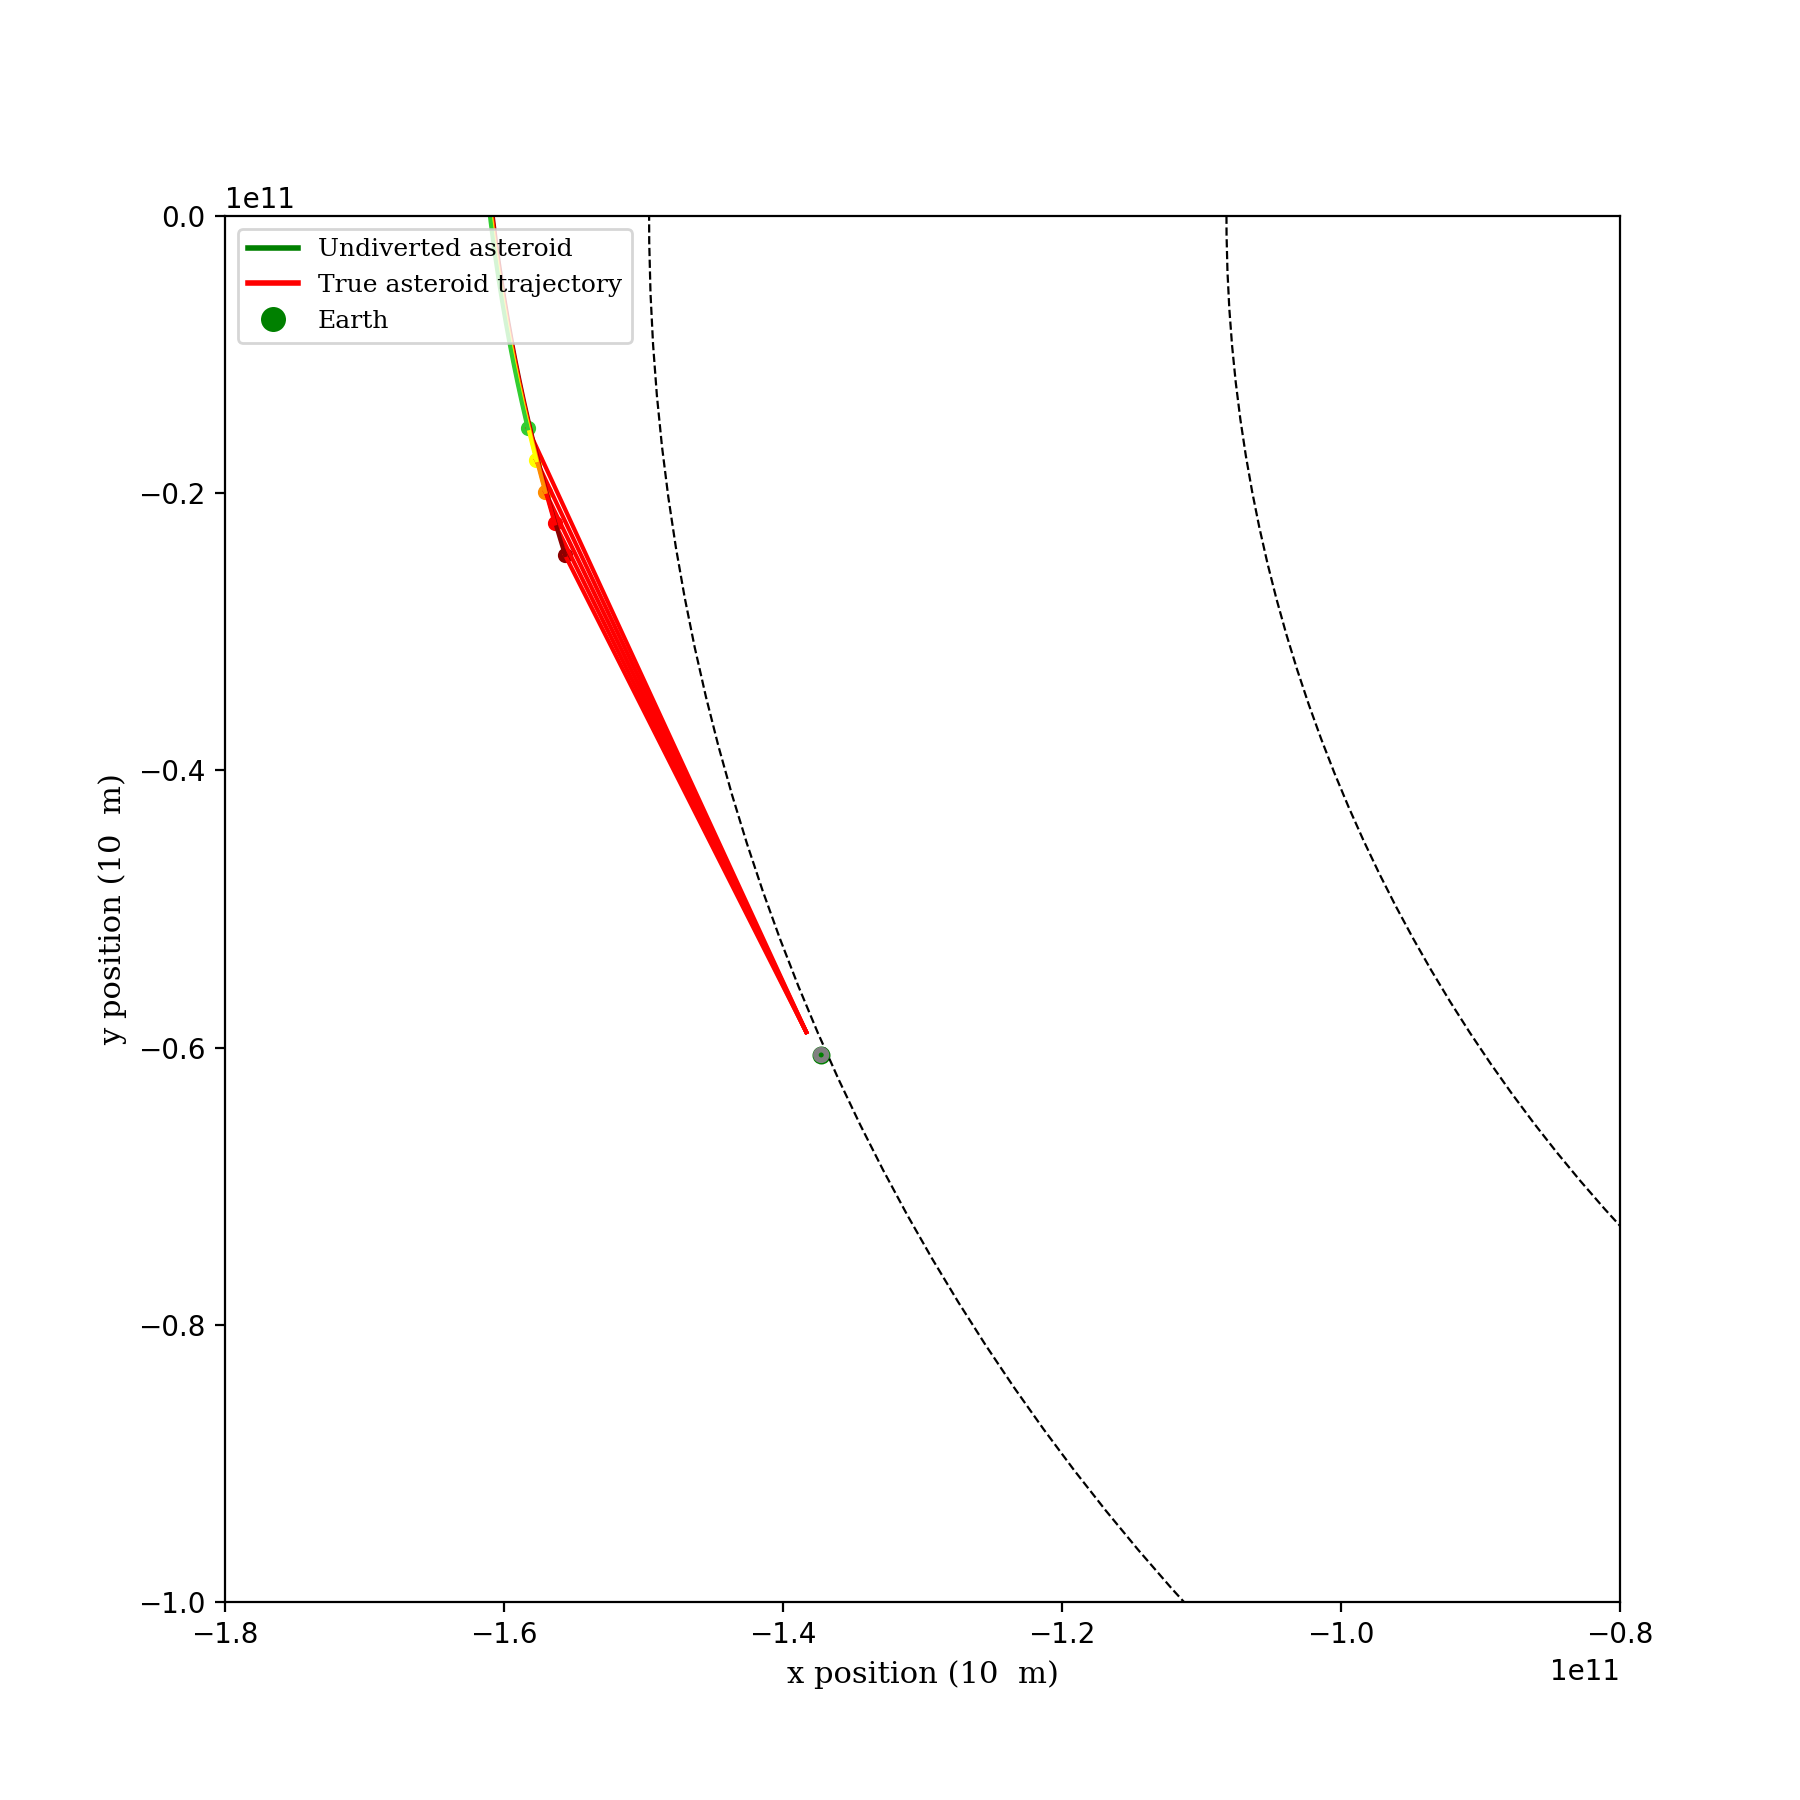 1e11
0.0
Undiverted asteroid
True asteroid trajectory
Earth
−0.2
−0.4
y position (10  m)
−0.6
−0.8
−1.0
−1.8 −1.6 −1.4 −1.2 −1.0 −0.8
x position (10  m)
1e11